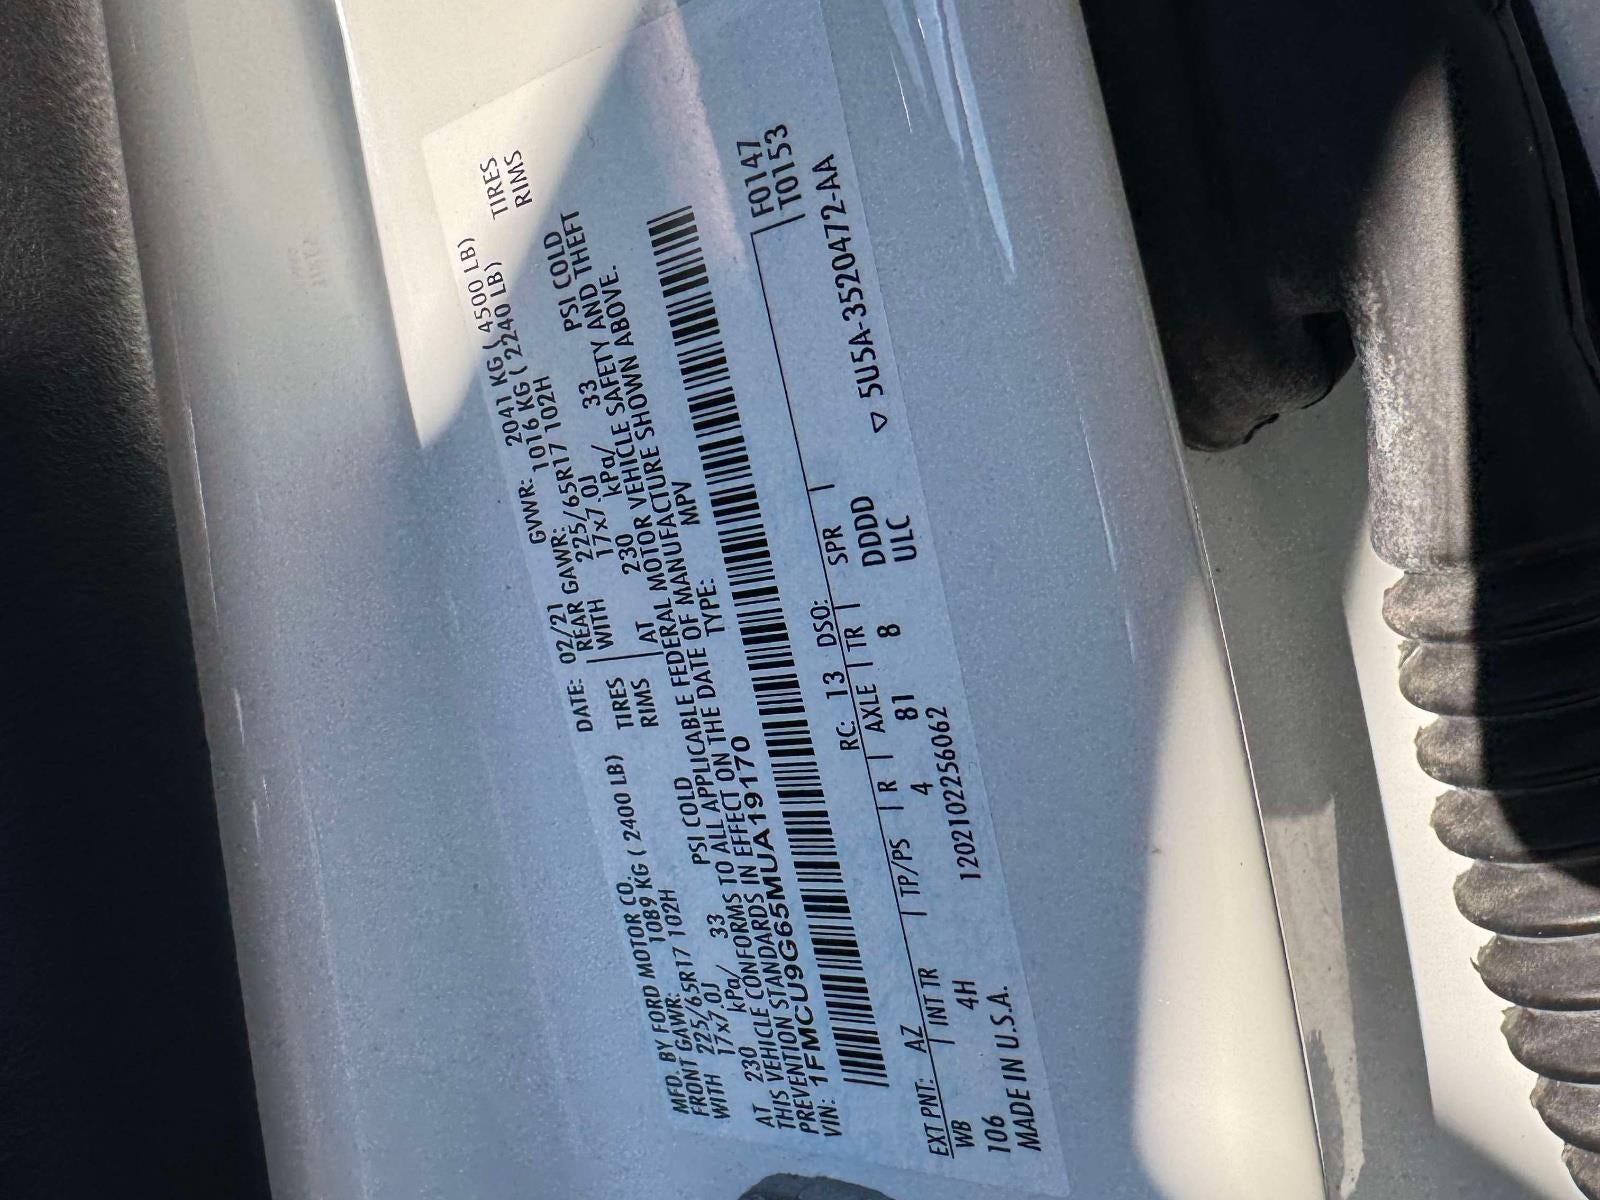 MFD. BY FORD MOTOR CO. DATE: 02/21 GVWR: 2041 KG ( 4500 LB)
FRONT GAWR: 1089 KG ( 2400 LB) REAR GAWR: 1016 KG ( 2240 LB)
WITH 225/65R17 102H TIRES WITH 225/65R17 102H TIRES
17x7.0J RIMS 17x7.0J RIMS
AT 230 kPa/ 33 PSI COLD AT 230 kPa/ 33 PSI COLD
THIS VEHICLE CONFORMS TO ALL APPLICABLE FEDERAL MOTOR VEHICLE SAFETY AND THEFT
PREVENTION STANDARDS IN EFFECT ON THE DATE OF MANUFACTURE SHOWN ABOVE.
VIN: 1FMCU9G65MUA19170 TYPE: MPV
F0147
T0153
EXT PNT: AZ RC: 13 DSO:
WB INT TR TP/PS R AXLE TR SPR
106 4H 4 81 8 DDDD
8 ULC
MADE IN U.S.A. 120210226062 ▽ 5U5A-3520472-AA